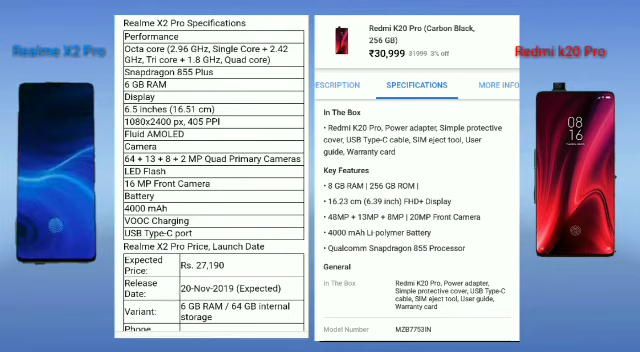 Realme X2 Pro
Realme X2 Pro Specifications
Performance
Octa core (2.96 GHz, Single Core + 2.42
GHz, Tri core + 1.8 GHz, Quad core)
Snapdragon 855 Plus
6 GB RAM
Display
6.5 inches (16.51 cm)
1080x2400 px, 405 PPI
Fluid AMOLED
Camera
64 + 13 + 8 + 2 MP Quad Primary Cameras
LED Flash
16 MP Front Camera
Battery
4000 mAh
VOOC Charging
USB Type-C port
Realme X2 Pro Price, Launch Date
Expected
Price:
Rs. 27,190
Release
Date:
20-Nov-2019 (Expected)
Variant:
6 GB RAM / 64 GB internal
storage
Phone
Redmi K20 Pro (Carbon Black,
256 GB)
₹30,999 31999 3% off
ESCRIPTION SPECIFICATIONS MORE INFO
In The Box
• Redmi K20 Pro, Power adapter, Simple protective
cover, USB Type-C cable, SIM eject tool, User
guide, Warranty card
Key Features
• 8 GB RAM | 256 GB ROM |
• 16.23 cm (6.39 inch) FHD+ Display
• 48MP + 13MP + 8MP | 20MP Front Camera
• 4000 mAh Li-polymer Battery
• Qualcomm Snapdragon 855 Processor
General
In The Box
Redmi K20 Pro, Power adapter,
Simple protective cover, USB Type-C
cable, SIM eject tool, User guide,
Warranty card
Model Number MZB7753IN
Redmi k20 Pro
08
16